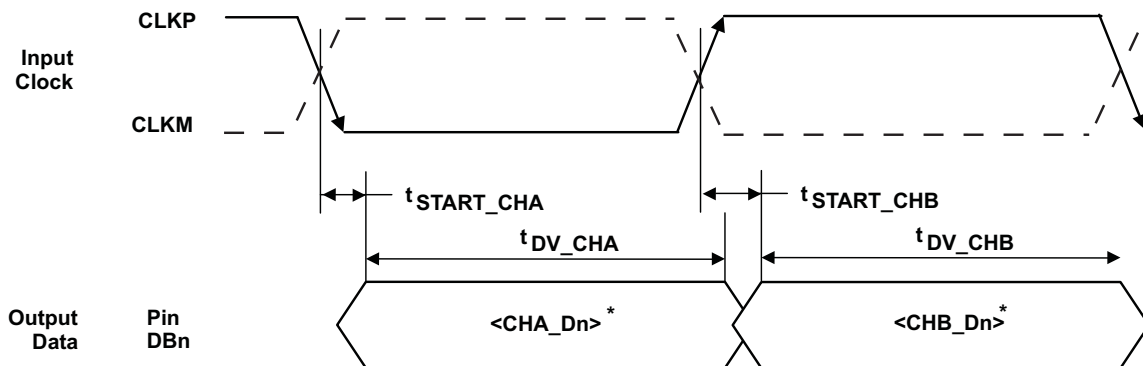 CLKP
Input
Clock
CLKM
t START_CHA
t START_CHB
t DV_CHA
t DV_CHB
Output
Data
Pin
DBn
<CHA_Dn>*
<CHB_Dn>*